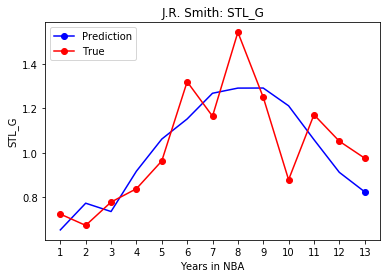 J.R. Smith: STL_G
Prediction
True
STL_G
1.4
1.2
1.0
0.8
1 2 3 4 5 6 7 8 9 10 11 12 13
Years in NBA